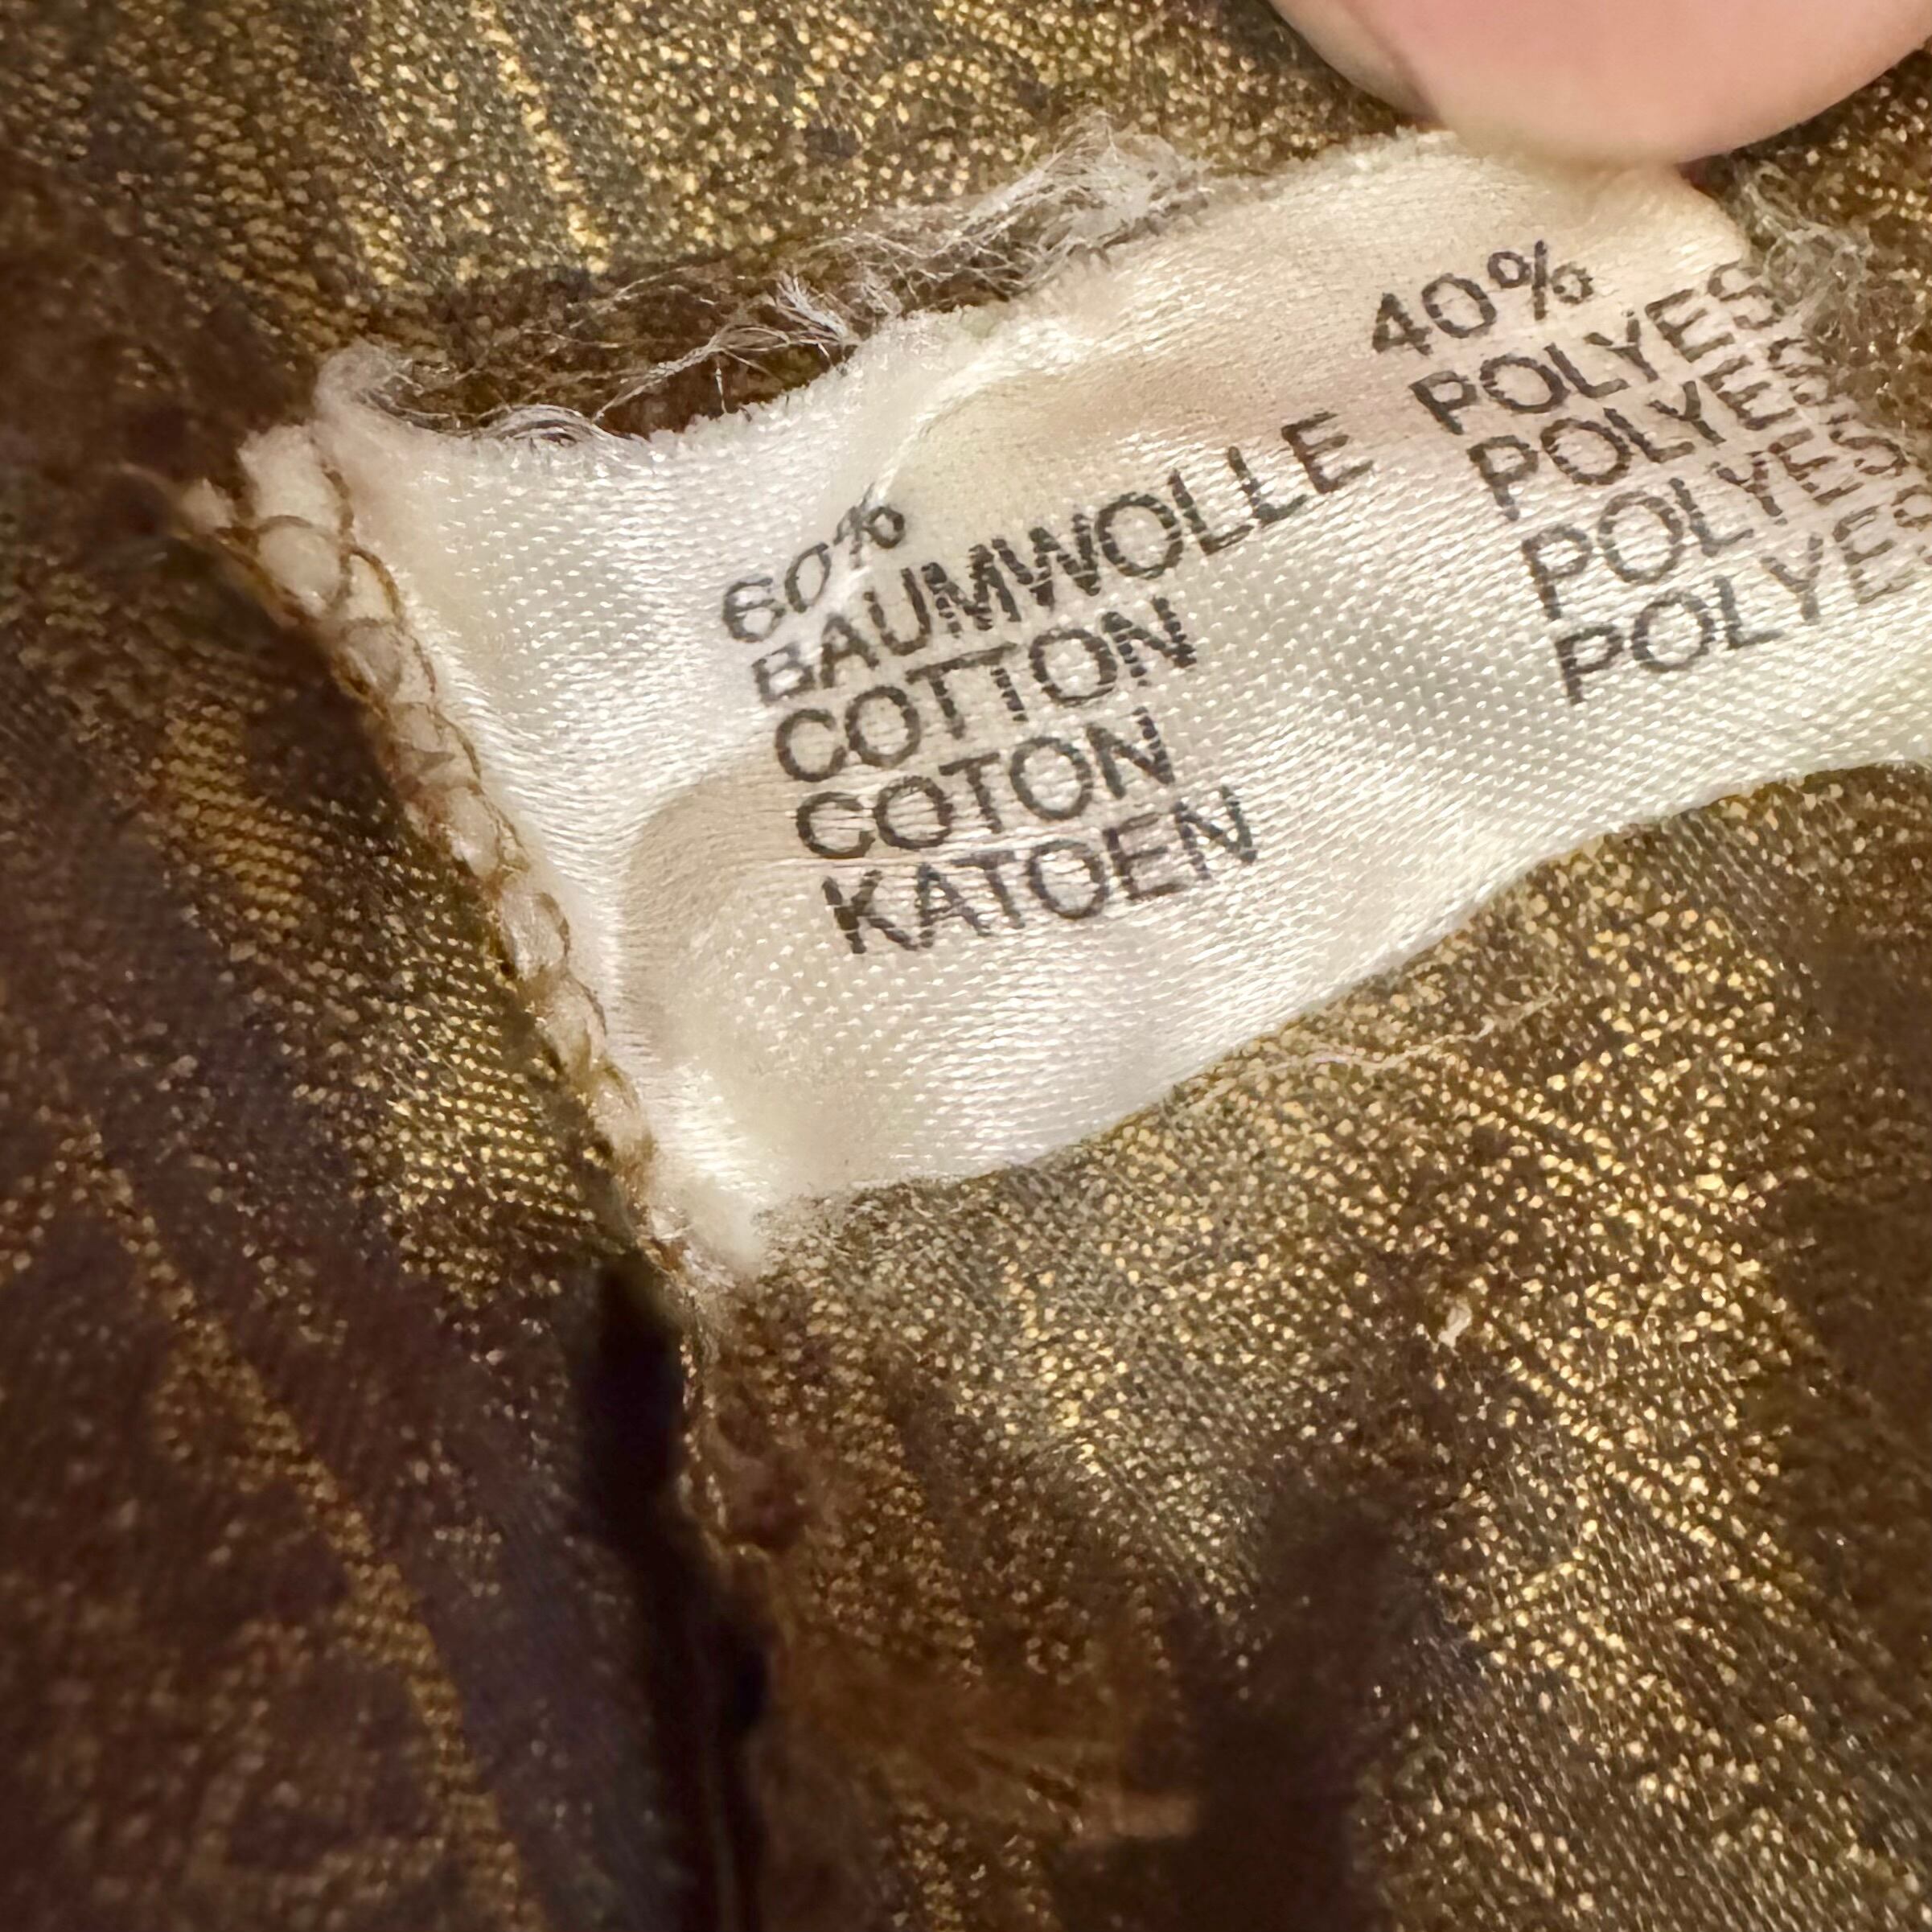 60%
BAUMWOLLE
COTTON
COTON
KATOEN
40%
POLYES
POLYES
POLYES
POLYES